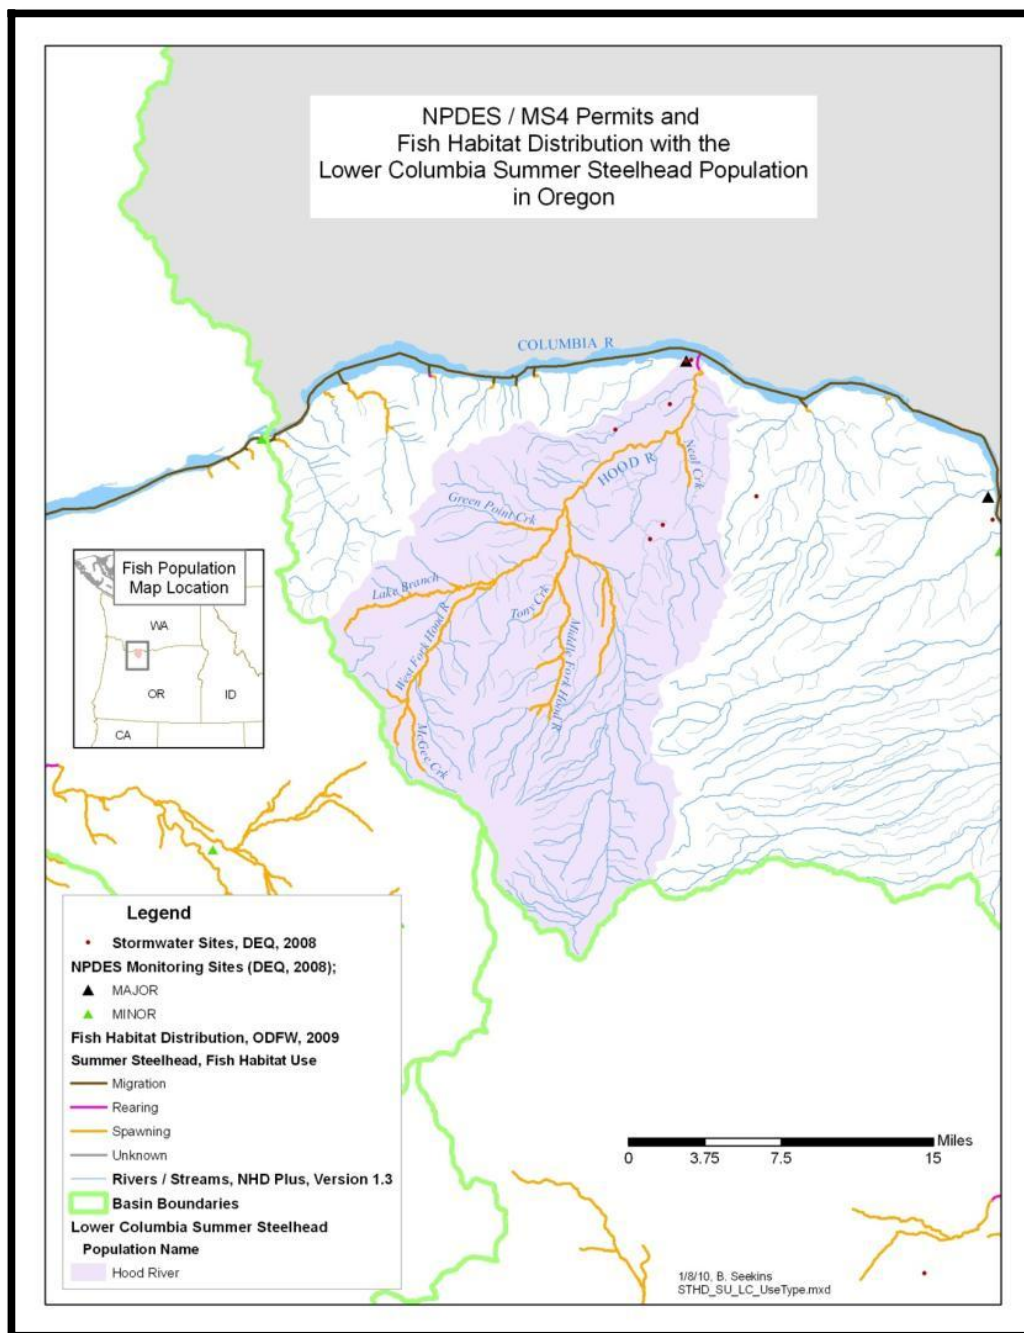 NPDES / MS4 Permits and
Fish Habitat Distribution with the
Lower Columbia Summer Steelhead Population
in Oregon
COLUMBIA R
HOOD R
Neal Crk
Green Point Crk
Lake Branch
West Fork Hood R
Tony Crk
Middle Fork Hood R
McGee Crk
Fish Population
Map Location
WA
OR
ID
CA
Legend
Stormwater Sites, DEQ, 2008
NPDES Monitoring Sites (DEQ, 2008);
MAJOR
MINOR
Fish Habitat Distribution, ODFW, 2009
Summer Steelhead, Fish Habitat Use
Migration
Rearing
Spawning
Unknown
Rivers / Streams, NHD Plus, Version 1.3
Basin Boundaries
Lower Columbia Summer Steelhead
Population Name
Hood River
Miles
0 3.75 7.5 15
1/8/10, B. Seekins
STHD_SU_LC_UseType.mxd